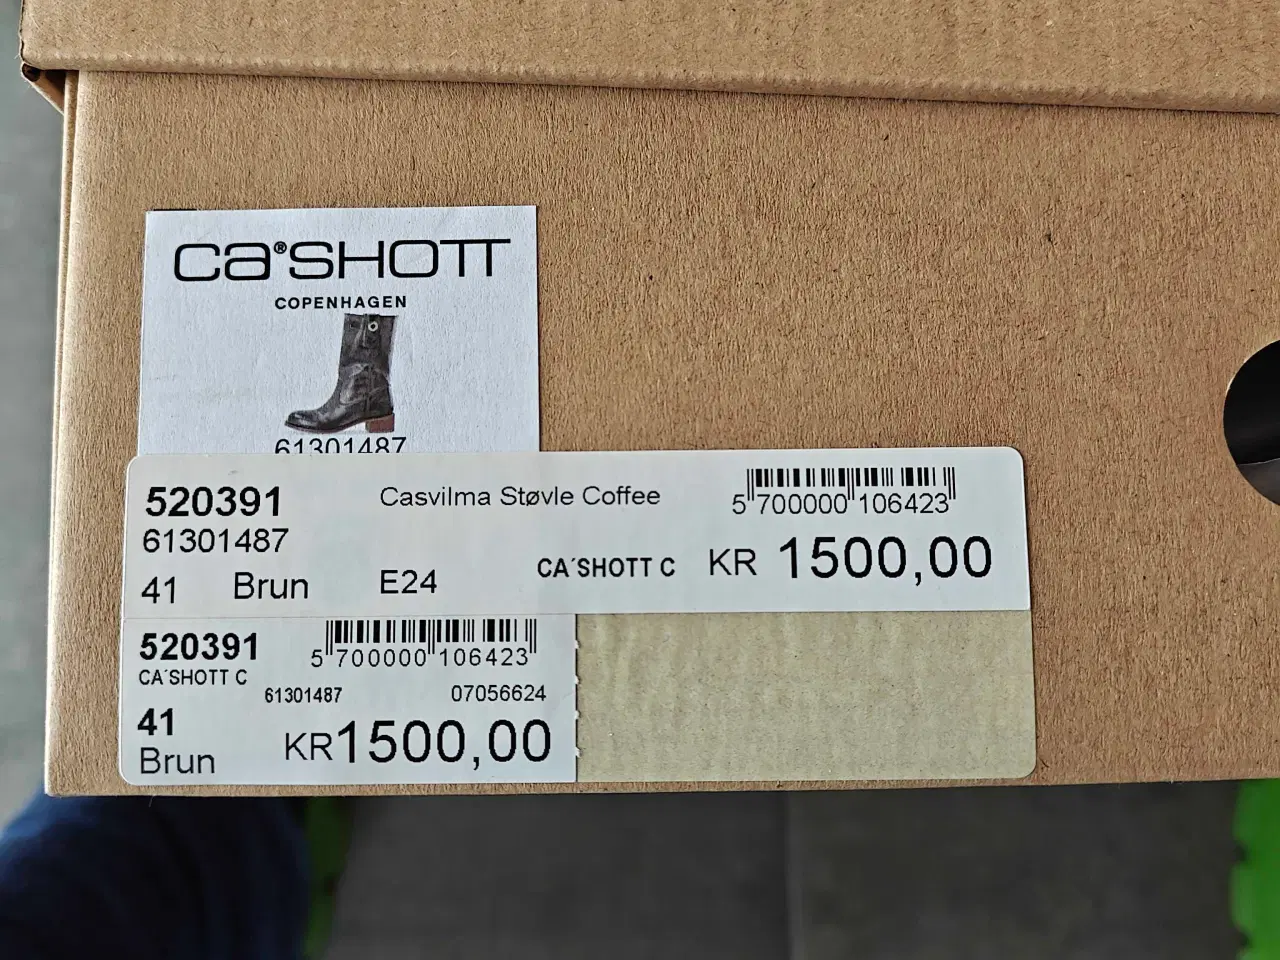 ca®SHOTT
COPENHAGEN
61301487
520391
Casvilma Støvle Coffee
5 700000 106423
61301487
41 Brun E24
CA´SHOTT C KR 1500,00
520391
5 700000 106423
CA´SHOTT C
61301487 07056624
41
KR1500,00
Brun